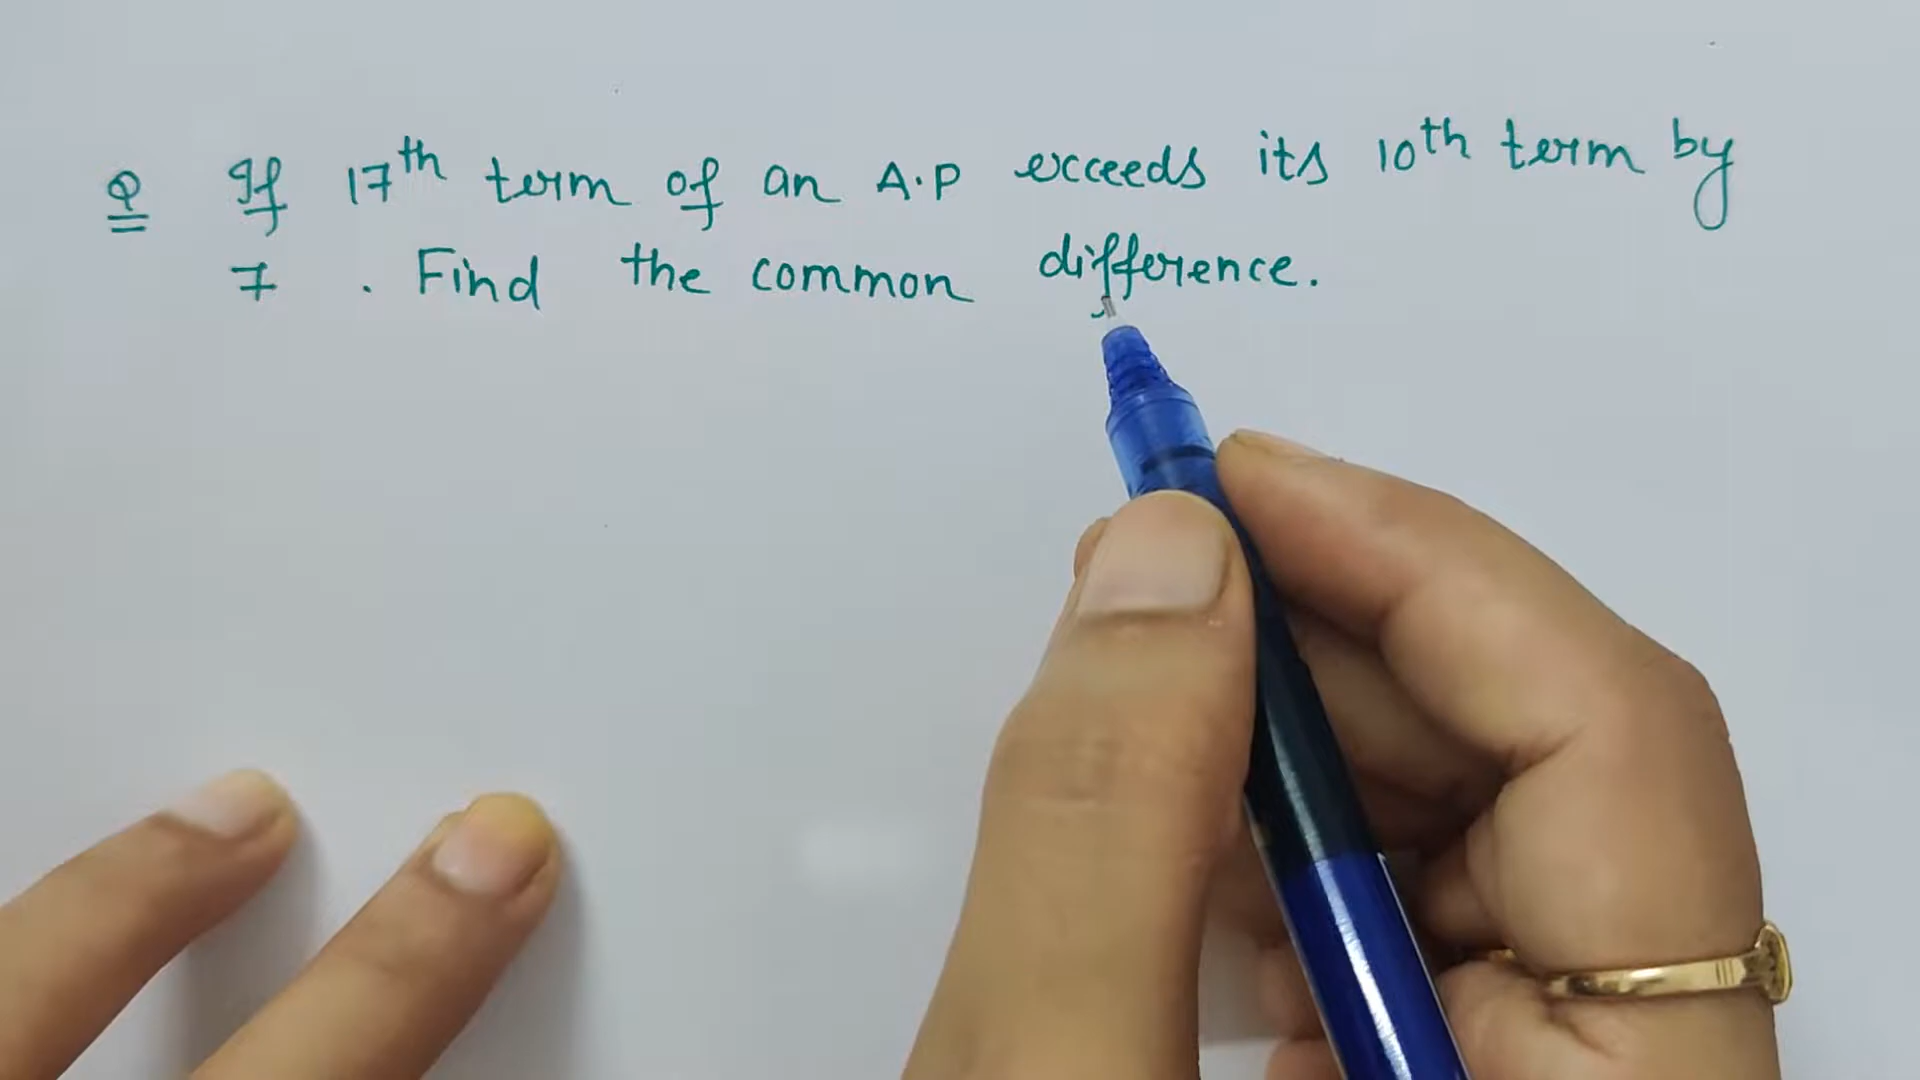 Q If 17th term of an A.P exceeds its 10th term by
7 . Find the common difference.